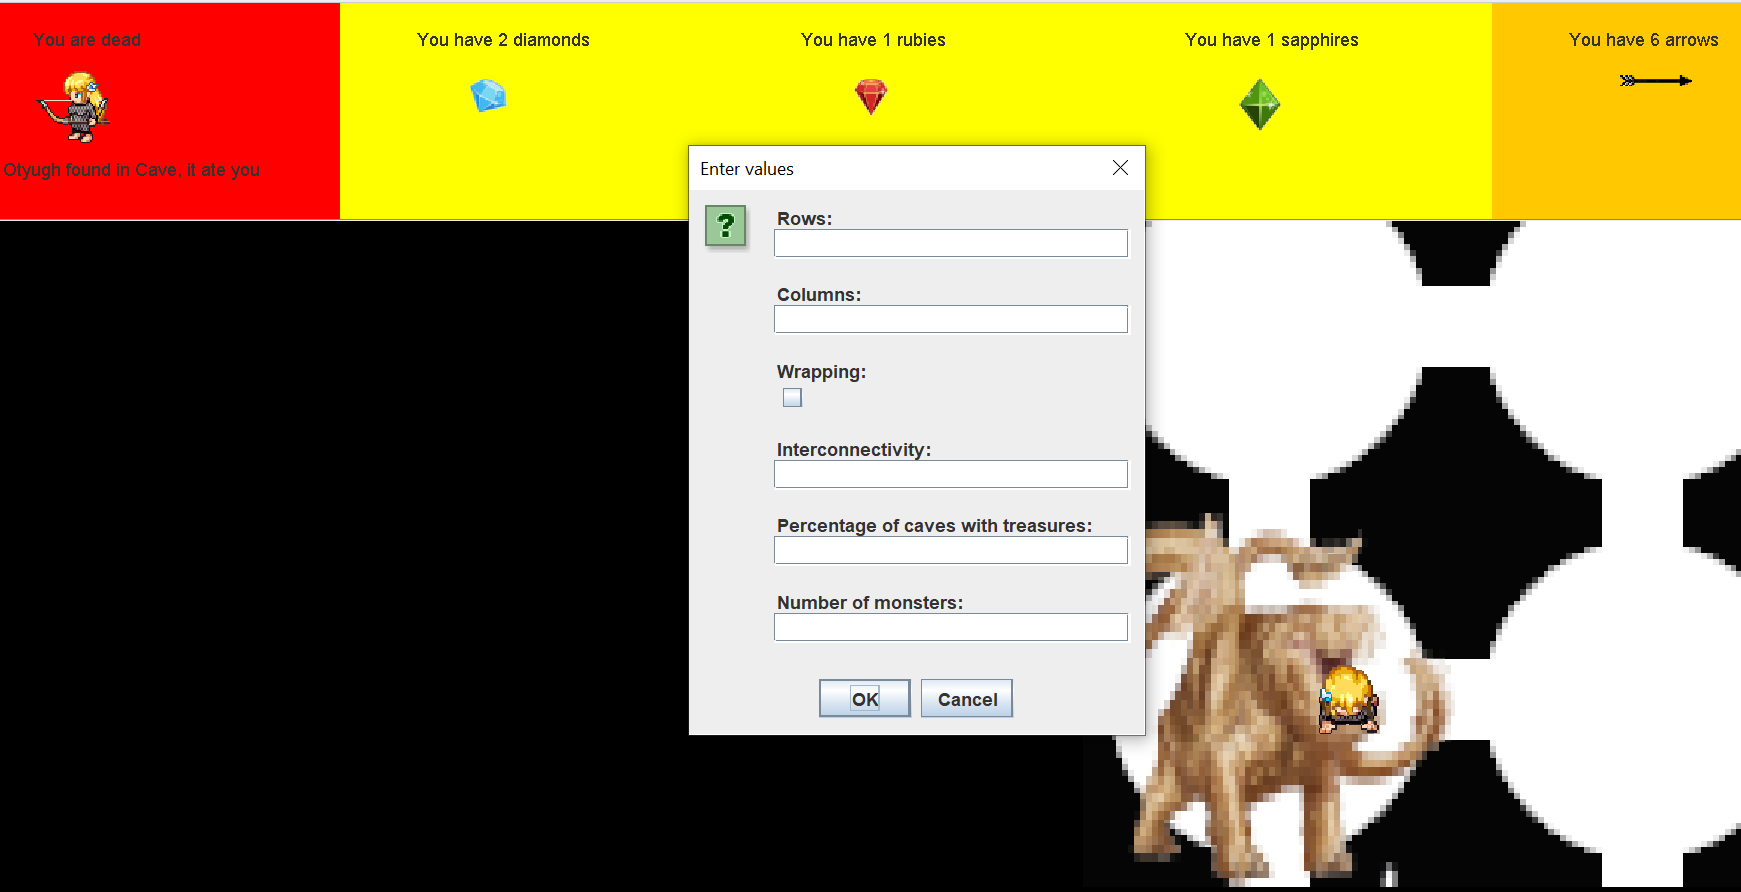 You are dead
You have 2 diamonds
You have 1 rubies
You have 1 sapphires
You have 6 arrows
Otyugh found in Cave, it ate you
Enter values
?
Rows:
Columns:
Wrapping:
Interconnectivity:
Percentage of caves with treasures:
Number of monsters:
OK
Cancel